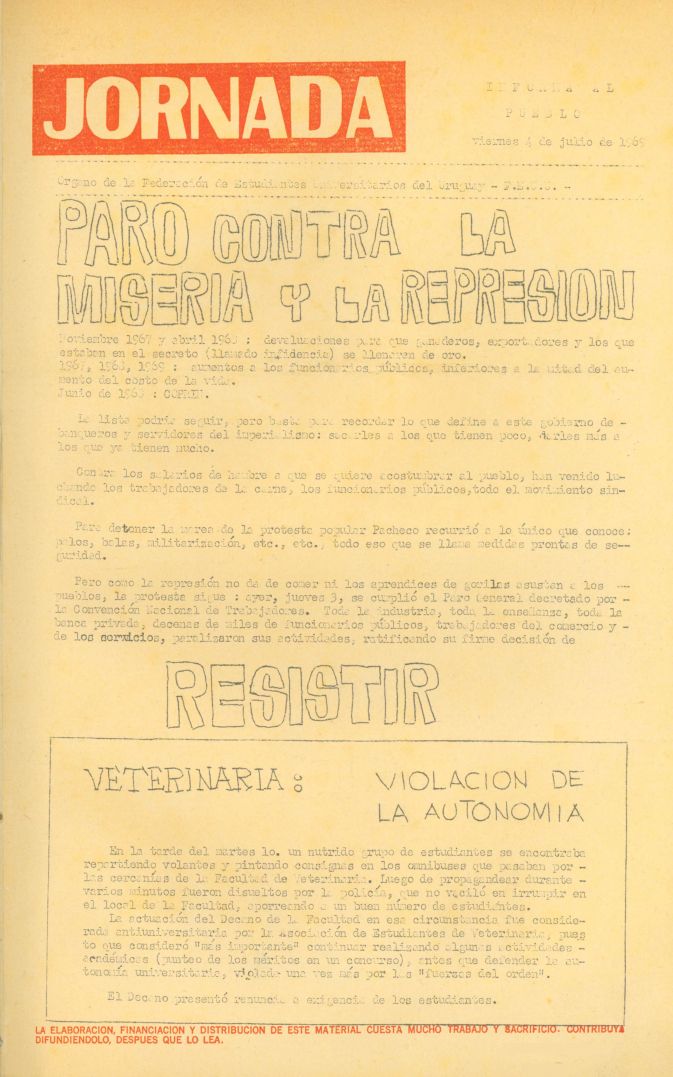 JORNADA
INFORMA AL
PUEBLO
viernes 4 de julio de 1969
Organo de la Federación de Estudiantes Universitarios del Uruguay - F.E.U.U. -
PARO CONTRA LA
MISERIA Y LA REPRESION
Noviembre 1967 y abril 1968 : devaluaciones para que ganaderos, exportadores y los que
estaban en el secreto (llamado infidencia) se llenaran de oro.
1967, 1968, 1969 : aumentos a los funcionarios públicos, inferiores a la mitad del au-
mento del costo de la vida.
Junio de 1968 : COPRIN.
La lista podría seguir, pero basta para recordar lo que define a este gobierno de -
banqueros y servidores del imperialismo: sacarles a los que tienen poco, darles más a
los que ya tienen mucho.
Contra los salarios de hambre a que se quiere acostumbrar al pueblo, han venido lu-
chando los trabajadores de la carne, los funcionarios públicos,todo el movimiento sin-
dical.
Para detener la marea de la protesta popular Pacheco recurrió a lo único que conoce:
palos, balas, militarización, etc., etc., todo eso que se llama medidas prontas de se--
guridad.
Pero como la represión no da de comer ni los aprendices de gorilas asustan a los --
pueblos, la protesta sigue : ayer, jueves 3, se cumplió el Paro General decretado por -
la Convención Nacional de Trabajadores. Toda la industria, toda la enseñanza, toda la
banca privada, decenas de miles de funcionarios públicos, trabajadores del comercio y -
de los servicios, paralizaron sus actividades, ratificando su firme decisión de
RESISTIR
VETERINARIA : VIOLACION DE
LA AUTONOMIA
En la tarde del martes 1o. un nutrido grupo de estudiantes se encontraba
repartiendo volantes y pintando consignas en los omnibuses que pasaban por -
las cercanías de la Facultad de Veterinaria. Luego de propagandear durante -
varios minutos fueron disueltos por la policía, que no vaciló en irrumpir en
el local de la Facultad, aporreando a un buen número de estudiantes.
La actuación del Decano de la Facultad en esa circunstancia fue conside-
rada antiuniversitaria por la Asociación de Estudiantes de Veterinaria, pues
to que consideró "más importante" continuar realizando algunas actividades -
académicas (punteo de los méritos en un concurso), antes que defender la au-
tonomía universitaria, violada una vez más por las "fuerzas del orden".
El Decano presentó renuncia a exigencia de los estudiantes.
LA ELABORACION, FINANCIACION Y DISTRIBUCION DE ESTE MATERIAL CUESTA MUCHO TRABAJO Y SACRIFICIO. CONTRIBUYA
DIFUNDIENDOLO, DESPUES QUE LO LEA.